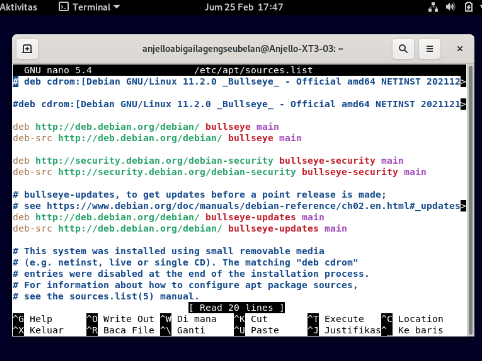 Aktivitas Terminal Jum 25 Feb 17:47
anjelloabigailagengseubelan@Anjello-XT3-03: ~
GNU nano 5.4 /etc/apt/sources.list
# deb cdrom:[Debian GNU/Linux 11.2.0 _Bullseye_ - Official amd64 NETINST 202112>
#deb cdrom:[Debian GNU/Linux 11.2.0 _Bullseye_ - Official amd64 NETINST 2021121>
deb http://deb.debian.org/debian/ bullseye main
deb-src http://deb.debian.org/debian/ bullseye main
deb http://security.debian.org/debian-security bullseye-security main
deb-src http://security.debian.org/debian-security bullseye-security main
# bullseye-updates, to get updates before a point release is made;
# see https://www.debian.org/doc/manuals/debian-reference/ch02.en.html#_updates>
deb http://deb.debian.org/debian/ bullseye-updates main
deb-src http://deb.debian.org/debian/ bullseye-updates main
# This system was installed using small removable media
# (e.g. netinst, live or single CD). The matching "deb cdrom"
# entries were disabled at the end of the installation process.
# For information about how to configure apt package sources,
# see the sources.list(5) manual.
[ Read 20 lines ]
^G Help ^O Write Out ^W Di mana ^K Cut ^T Execute ^C Location
^X Keluar ^R Baca File ^\ Ganti ^U Paste ^J Justifikas ^_ Ke baris